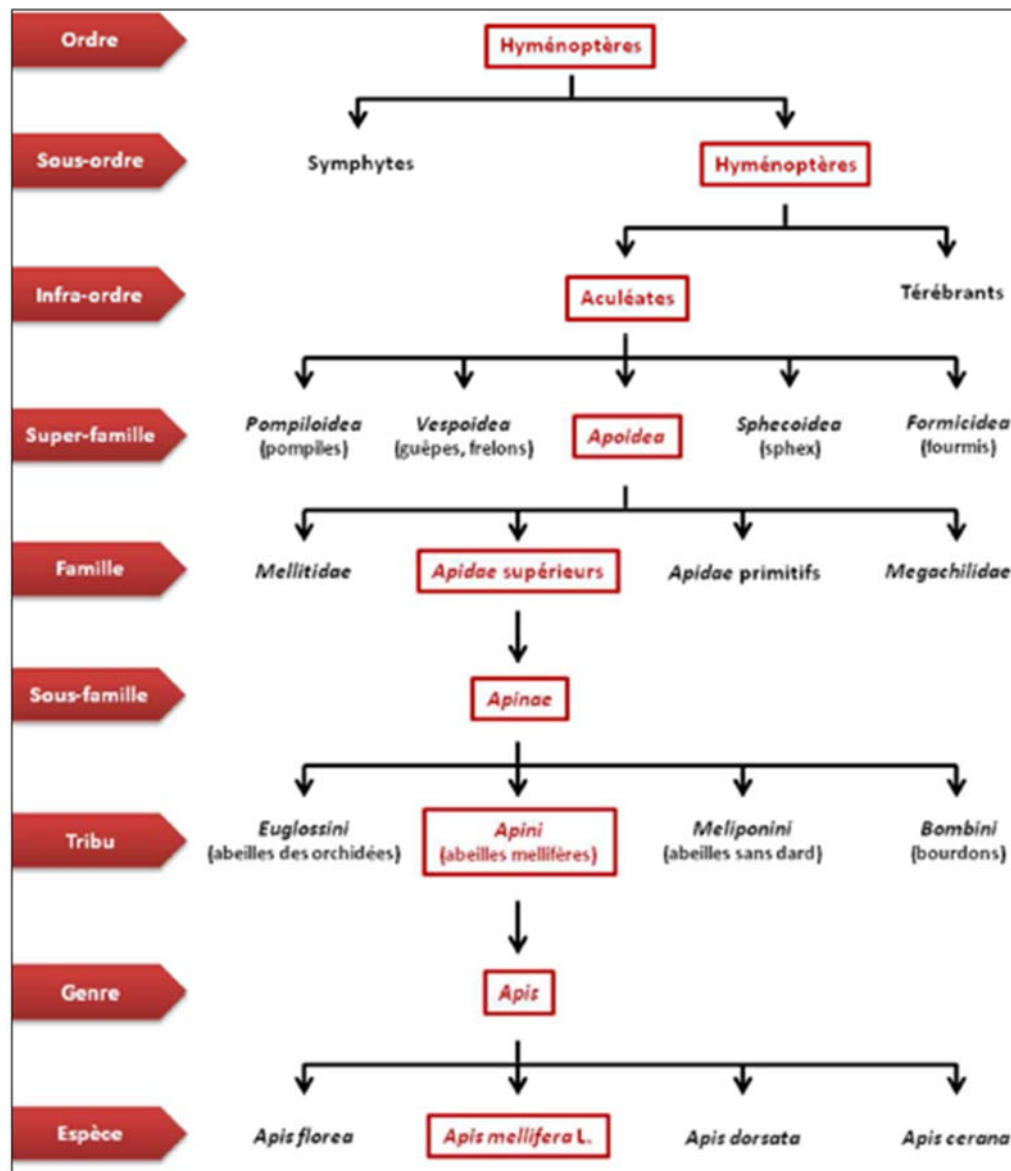 Ordre
Hyménoptères
Sous-ordre
Symphytes
Hyménoptères
Infra-ordre
Aculéates
Térébrants
Super-famille
Pompiloidea
(pompiles)
Vespoidea
(guêpes, frelons)
Apoidea
Sphecoidea
(sphex)
Formicidea
(fourmis)
Famille
Mellitidae
Apidae supérieurs
Apidae primitifs
Megachilidae
Sous-famille
Apinae
Tribu
Euglossini
(abeilles des orchidées)
Apini
(abeilles mellifères)
Meliponini
(abeilles sans dard)
Bombini
(bourdons)
Genre
Apis
Espèce
Apis florea
Apis mellifera L.
Apis dorsata
Apis cerana